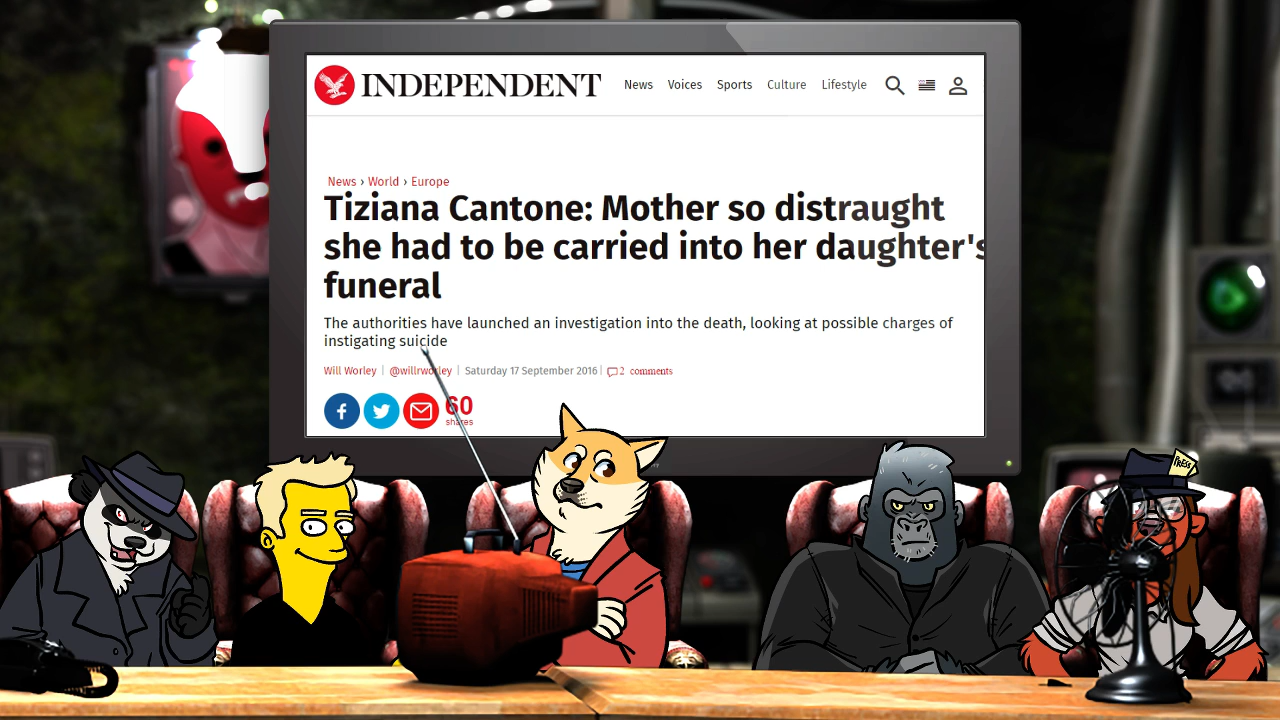 INDEPENDENT News Voices Sports Culture Lifestyle
News › World › Europe
Tiziana Cantone: Mother so distraught
she had to be carried into her daughter's
funeral
The authorities have launched an investigation into the death, looking at possible charges of
instigating suicide
Will Worley | @willrworley | Saturday 17 September 2016 | 2 comments
60
shares
PRESS